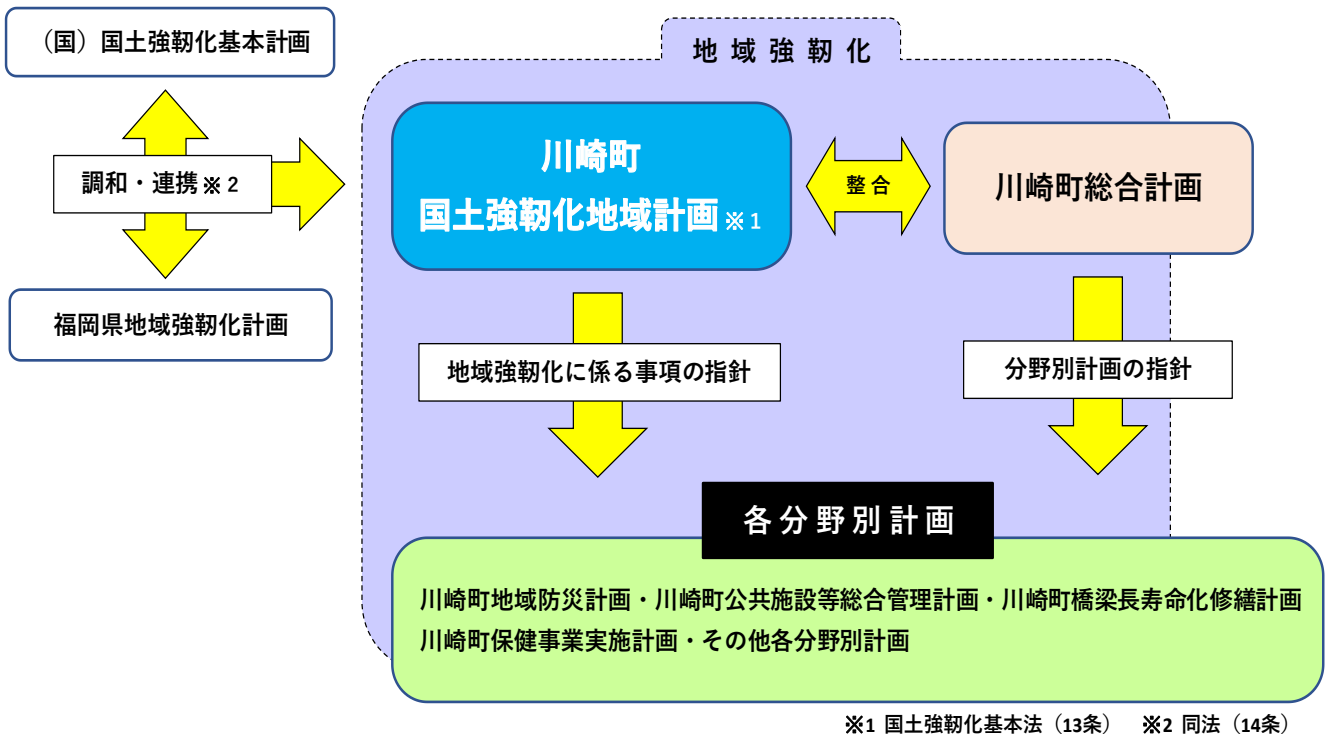 （国）国土強靭化基本計画
地域強靭化
川崎町
国土強靭化地域計画※1
整合
川崎町総合計画
調和・連携※2
福岡県地域強靭化計画
地域強靭化に係る事項の指針
分野別計画の指針
各分野別計画
川崎町地域防災計画・川崎町公共施設等総合管理計画・川崎町橋梁長寿命化修繕計画
川崎町保健事業実施計画・その他各分野別計画
※1 国土強靭化基本法（13条）　※2 同法（14条）